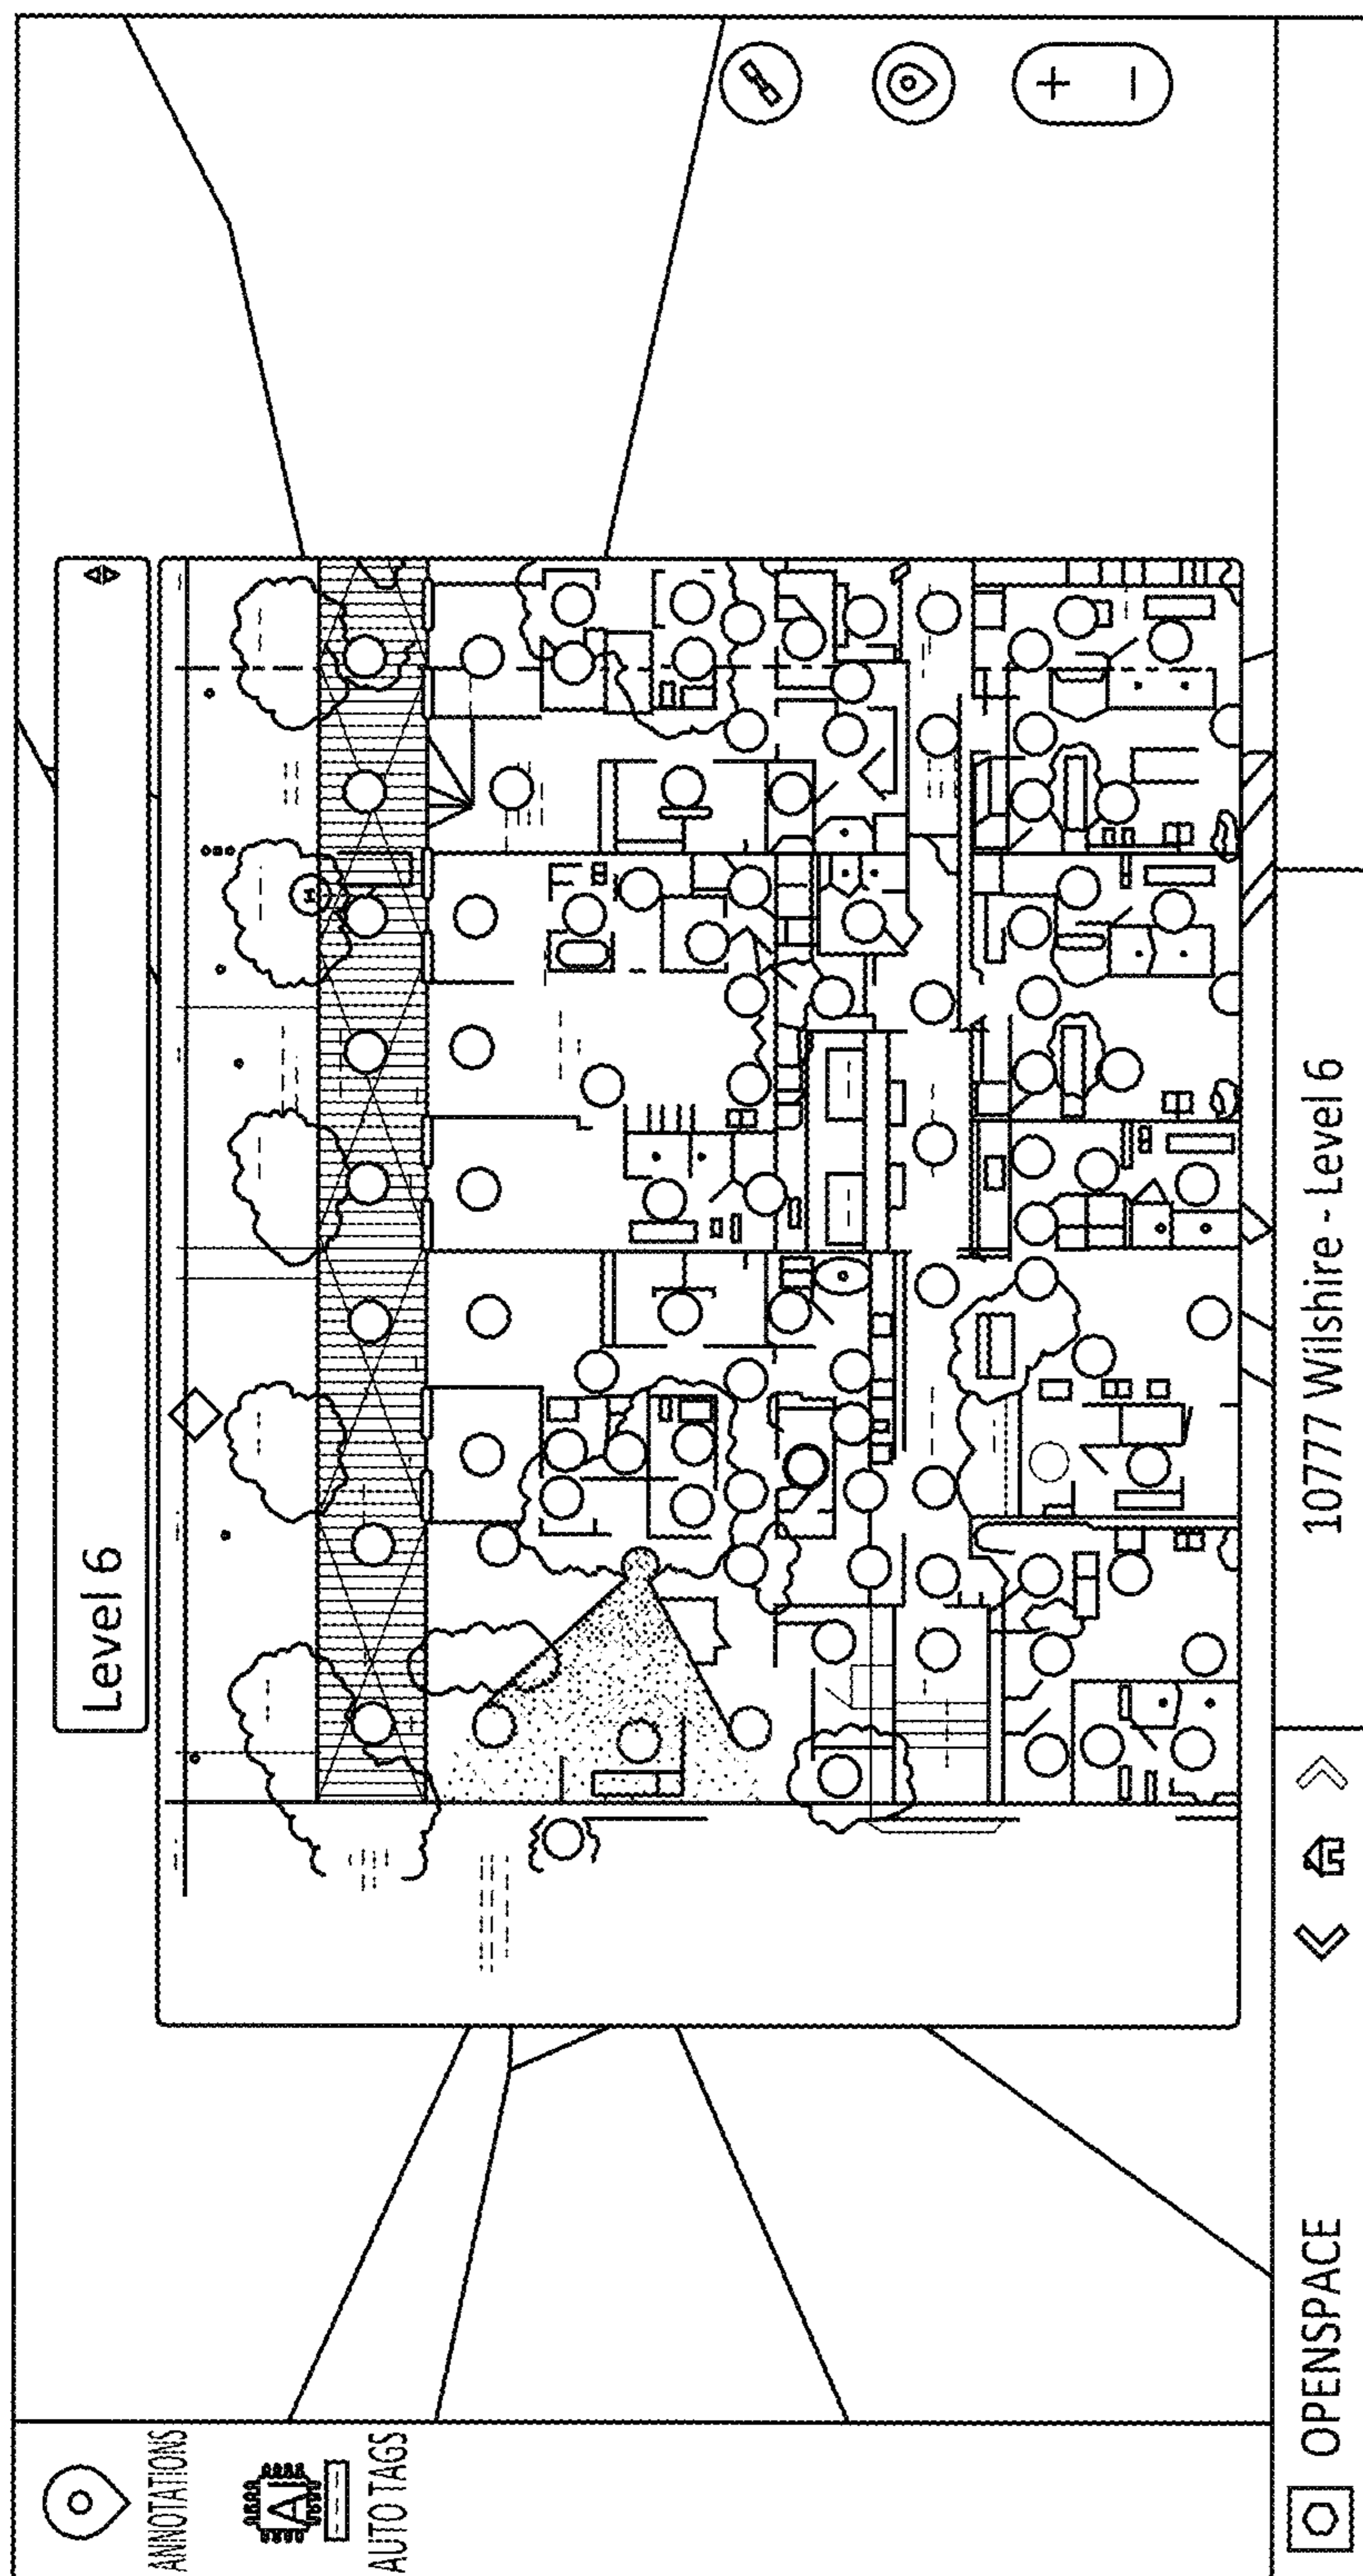 ANNOTATIONS
AUTO TAGS
Level 6
OPENSPACE
10777 Wilshire - Level 6